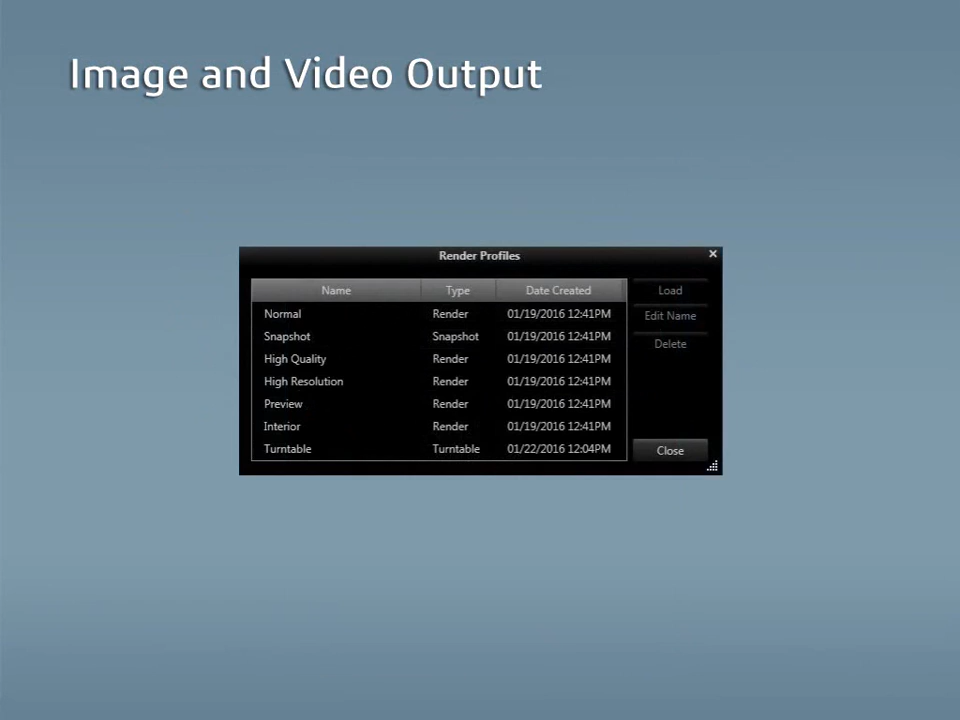 Image and Video Output
Render Profiles
Name Type Date Created Load
Normal Render 01/19/2016 12:41PM Edit Name
Snapshot Snapshot 01/19/2016 12:41PM Delete
High Quality Render 01/19/2016 12:41PM
High Resolution Render 01/19/2016 12:41PM
Preview Render 01/19/2016 12:41PM
Interior Render 01/19/2016 12:41PM
Turntable Turntable 01/22/2016 12:04PM Close